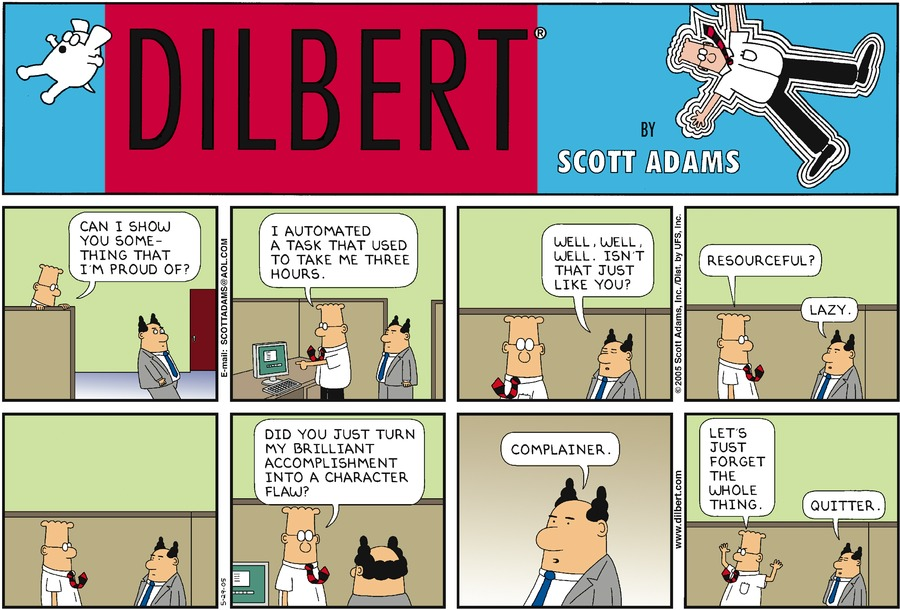 DILBERT®
BY
SCOTT ADAMS
CAN I SHOW
YOU SOME-
THING THAT
I'M PROUD OF?
E-mail: SCOTTADAMS@AOL.COM
I AUTOMATED
A TASK THAT USED
TO TAKE ME THREE
HOURS.
WELL, WELL,
WELL. ISN'T
THAT JUST
LIKE YOU?
© 2005 Scott Adams, Inc./Dist. by UFS, Inc.
RESOURCEFUL?
LAZY.
5-29-05
DID YOU JUST TURN
MY BRILLIANT
ACCOMPLISHMENT
INTO A CHARACTER
FLAW?
COMPLAINER.
www.dilbert.com
LET'S
JUST
FORGET
THE
WHOLE
THING.
QUITTER.